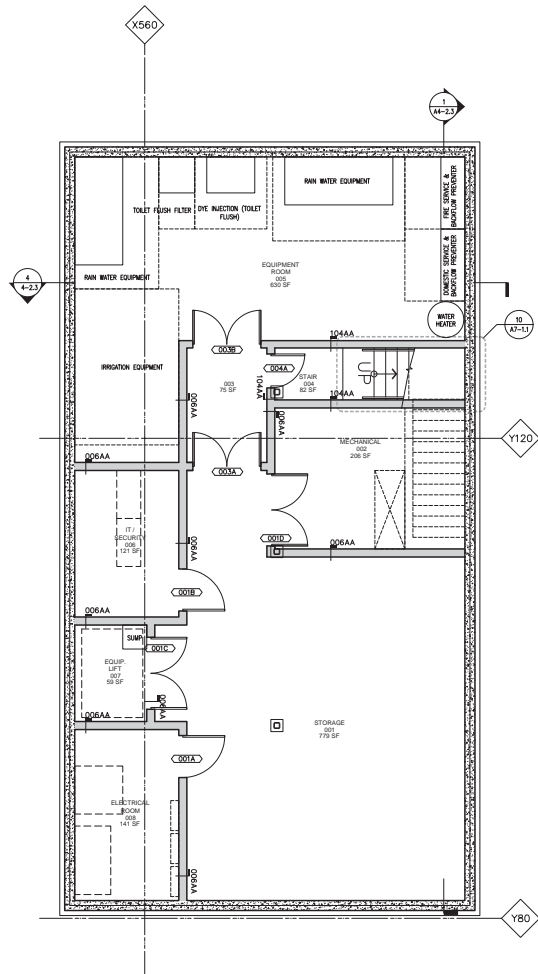 X560
1
A4-2.3
RAIN WATER EQUIPMENT
TOILET FLUSH FILTER
DYE INJECTION (TOILET
FLUSH)
FIRE SERVICE &
BACKFLOW PREVENTER
DOMESTIC SERVICE &
BACKFLOW PREVENTER
EQUIPMENT
ROOM
005
630 SF
RAIN WATER EQUIPMENT
4
4-2.3
WATER
HEATER
10
A7-1.1
104AA
003B
004A
IRRIGATION EQUIPMENT
003
75 SF
104AA
STAIR
004
82 SF
UP
006AA
104AA
006AA
MECHANICAL
002
206 SF
Y120
006AA
003A
IT /
SECURITY
006
121 SF
006AA
001D
006AA
001B
006AA
SUMP
001C
EQUIP.
LIFT
007
59 SF
006AA
006AA
STORAGE
001
779 SF
001A
ELECTRICAL
ROOM
008
141 SF
006AA
Y80